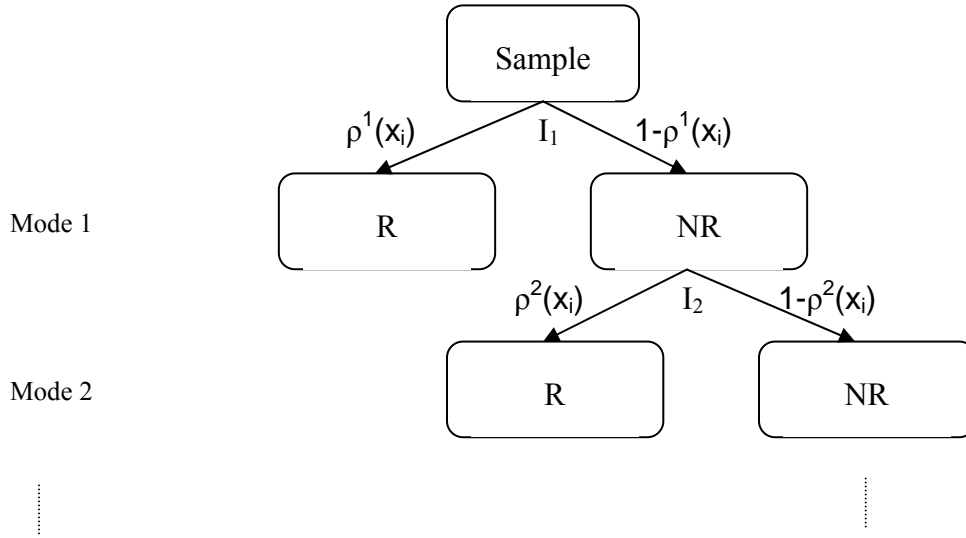 Sample
ρ¹(xᵢ) I₁ 1-ρ¹(xᵢ)
Mode 1 R NR
ρ²(xᵢ) I₂ 1-ρ²(xᵢ)
Mode 2 R NR